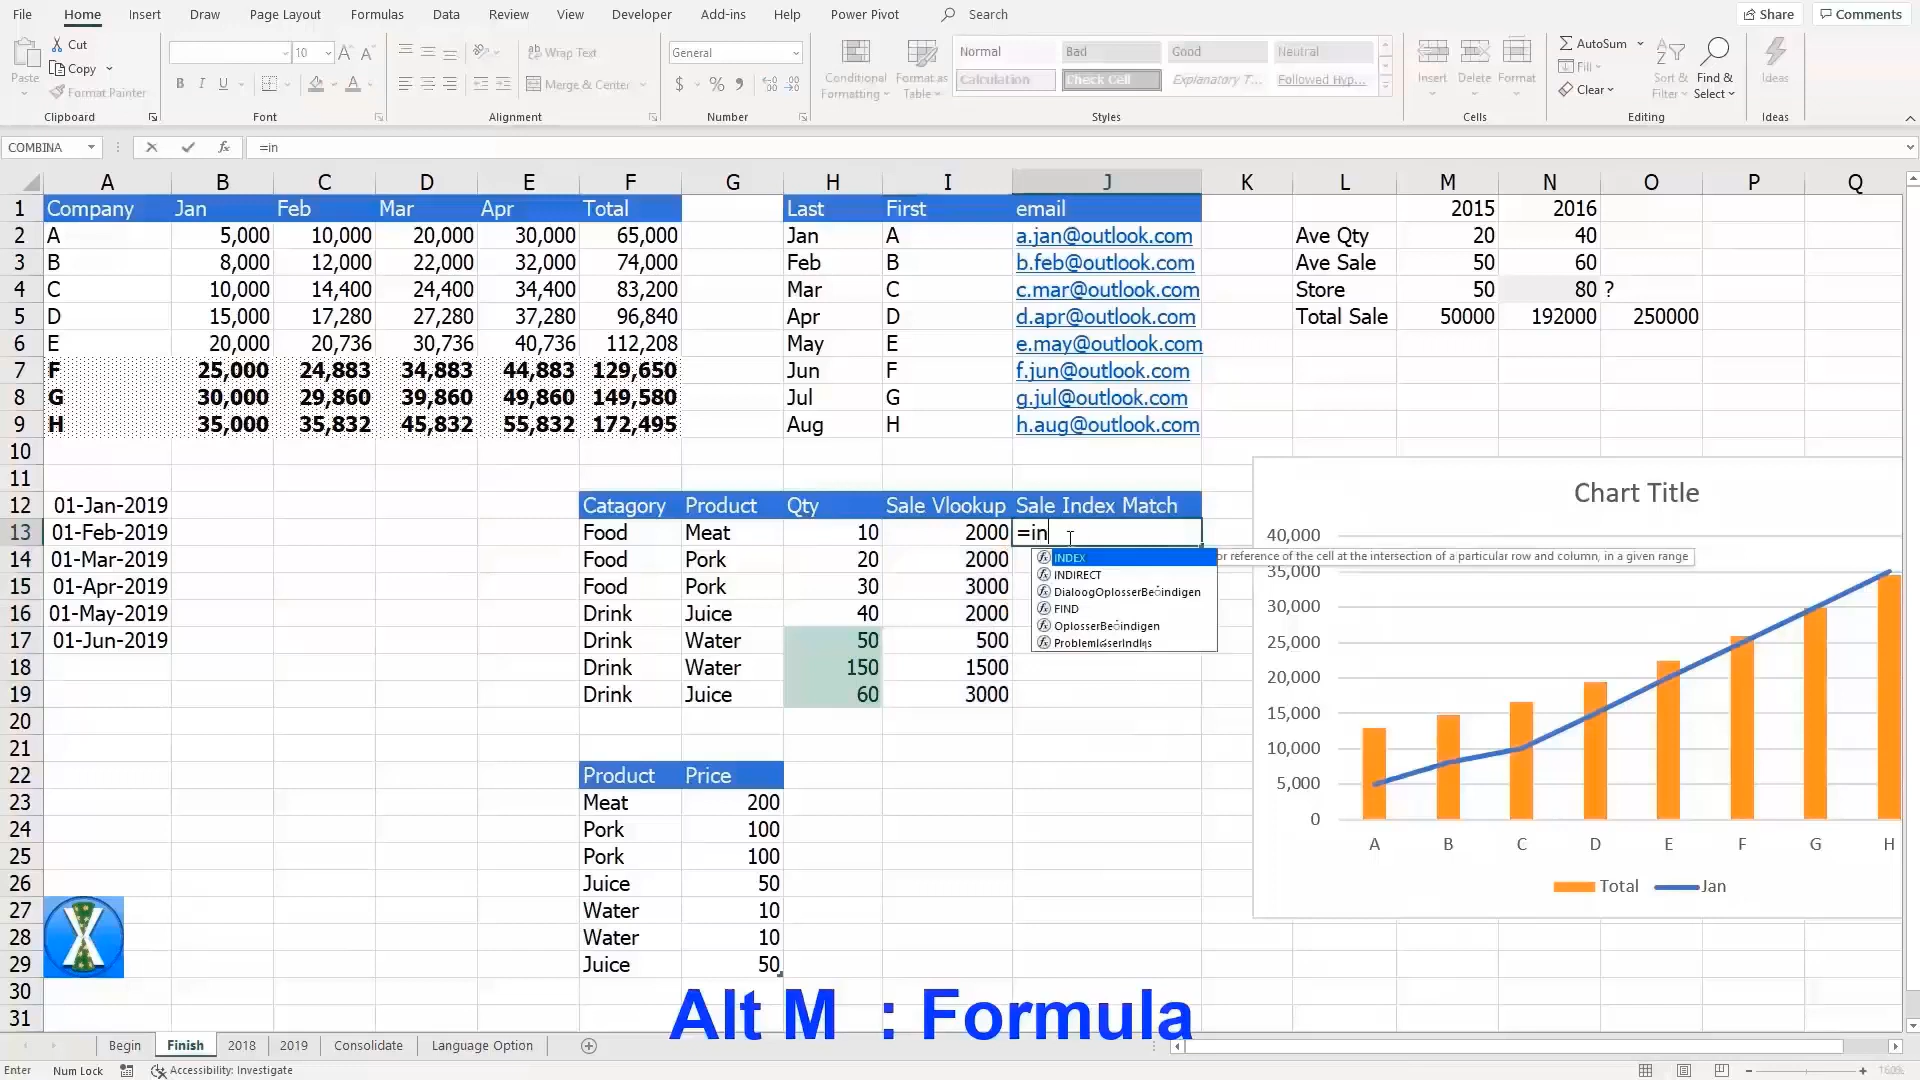 File Home Insert Draw Page Layout Formulas Data Review View Developer Add-ins Help Power Pivot Search Share Comments
Cut
Copy
Format Painter
Paste
10
Wrap Text
Merge & Center
General
Conditional Formatting
Format as Table
Normal Bad Good Neutral
Calculation Check Cell Explanatory T... Followed Hyp...
Insert Delete Format
AutoSum
Fill
Clear
Sort & Filter
Find & Select
Ideas
Clipboard Font Alignment Number Styles Cells Editing Ideas
COMBINA =in
A B C D E F G H I J K L M N O P Q
1 Company Jan Feb Mar Apr Total Last First email 2015 2016
2 A 5,000 10,000 20,000 30,000 65,000 Jan A a.jan@outlook.com Ave Qty 20 40
3 B 8,000 12,000 22,000 32,000 74,000 Feb B b.feb@outlook.com Ave Sale 50 60
4 C 10,000 14,400 24,400 34,400 83,200 Mar C c.mar@outlook.com Store 50 80 ?
5 D 15,000 17,280 27,280 37,280 96,840 Apr D d.apr@outlook.com Total Sale 50000 192000 250000
6 E 20,000 20,736 30,736 40,736 112,208 May E e.may@outlook.com
7 F 25,000 24,883 34,883 44,883 129,650 Jun F f.jun@outlook.com
8 G 30,000 29,860 39,860 49,860 149,580 Jul G g.jul@outlook.com
9 H 35,000 35,832 45,832 55,832 172,495 Aug H h.aug@outlook.com
10
11
12 01-Jan-2019 Catagory Product Qty Sale Vlookup Sale Index Match
13 01-Feb-2019 Food Meat 10 2000 =in
14 01-Mar-2019 Food Pork 20 2000
15 01-Apr-2019 Food Pork 30 3000
16 01-May-2019 Drink Juice 40 2000
17 01-Jun-2019 Drink Water 50 500
18 Drink Water 150 1500
19 Drink Juice 60 3000
20
21
22 Product Price
23 Meat 200
24 Pork 100
25 Pork 100
26 Juice 50
27 Water 10
28 Water 10
29 Juice 50
30
31
INDEX
or reference of the cell at the intersection of a particular row and column, in a given range
INDIRECT
FIND
Chart Title
40,000
35,000
30,000
25,000
20,000
15,000
10,000
5,000
0
A B C D E F G H
Total Jan
X
Alt M : Formula
Begin Finish 2018 2019 Consolidate Language Option
Enter Num Lock Accessibility: Investigate 160%